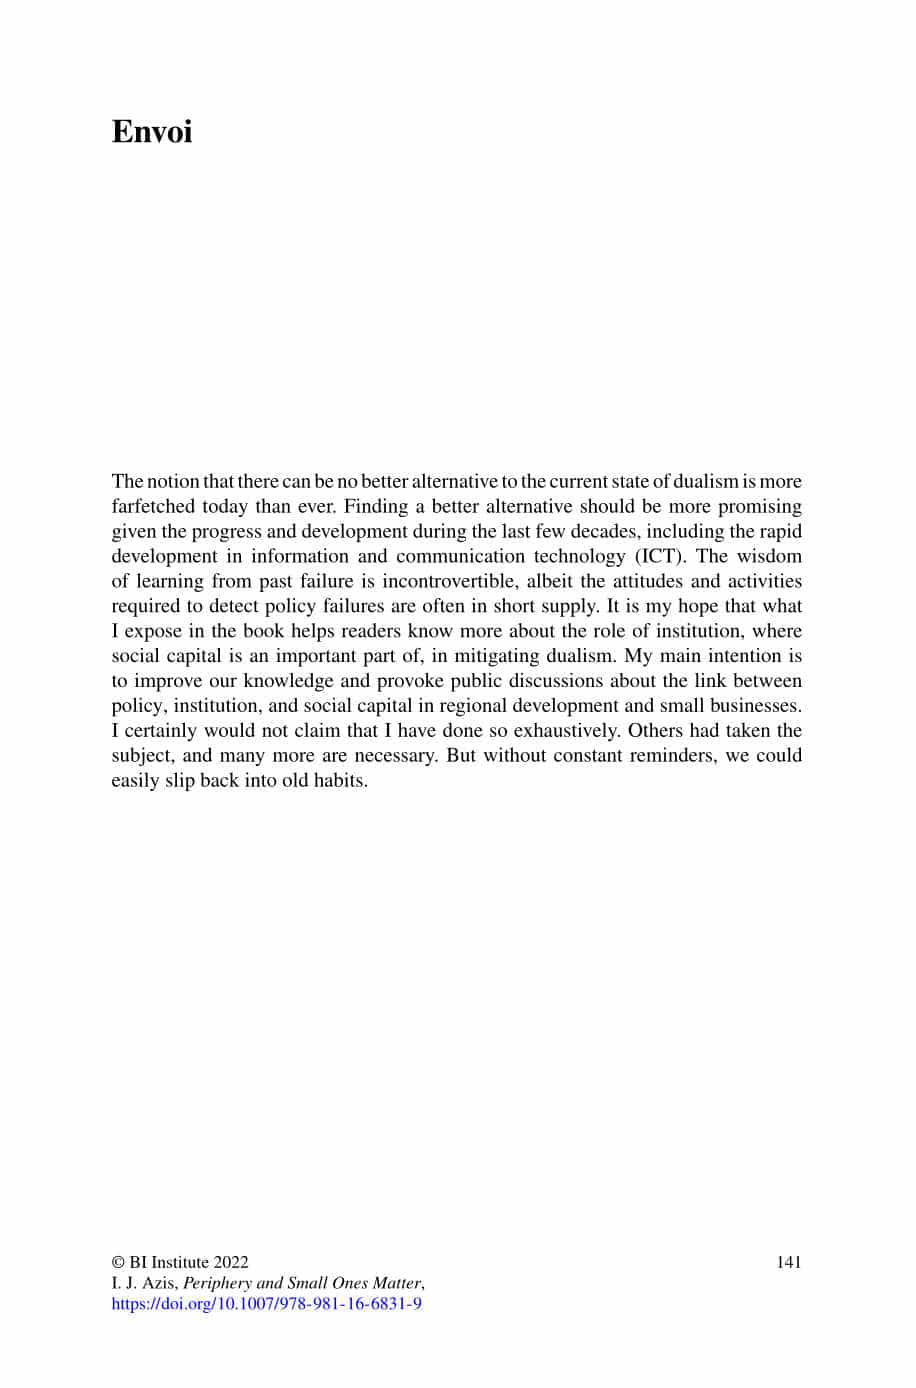 Envoi
The notion that there can be no better alternative to the current state of dualism is more
farfetched today than ever. Finding a better alternative should be more promising
given the progress and development during the last few decades, including the rapid
development in information and communication technology (ICT). The wisdom
of learning from past failure is incontrovertible, albeit the attitudes and activities
required to detect policy failures are often in short supply. It is my hope that what
I expose in the book helps readers know more about the role of institution, where
social capital is an important part of, in mitigating dualism. My main intention is
to improve our knowledge and provoke public discussions about the link between
policy, institution, and social capital in regional development and small businesses.
I certainly would not claim that I have done so exhaustively. Others had taken the
subject, and many more are necessary. But without constant reminders, we could
easily slip back into old habits.
© BI Institute 2022 141
I. J. Azis, Periphery and Small Ones Matter,
https://doi.org/10.1007/978-981-16-6831-9